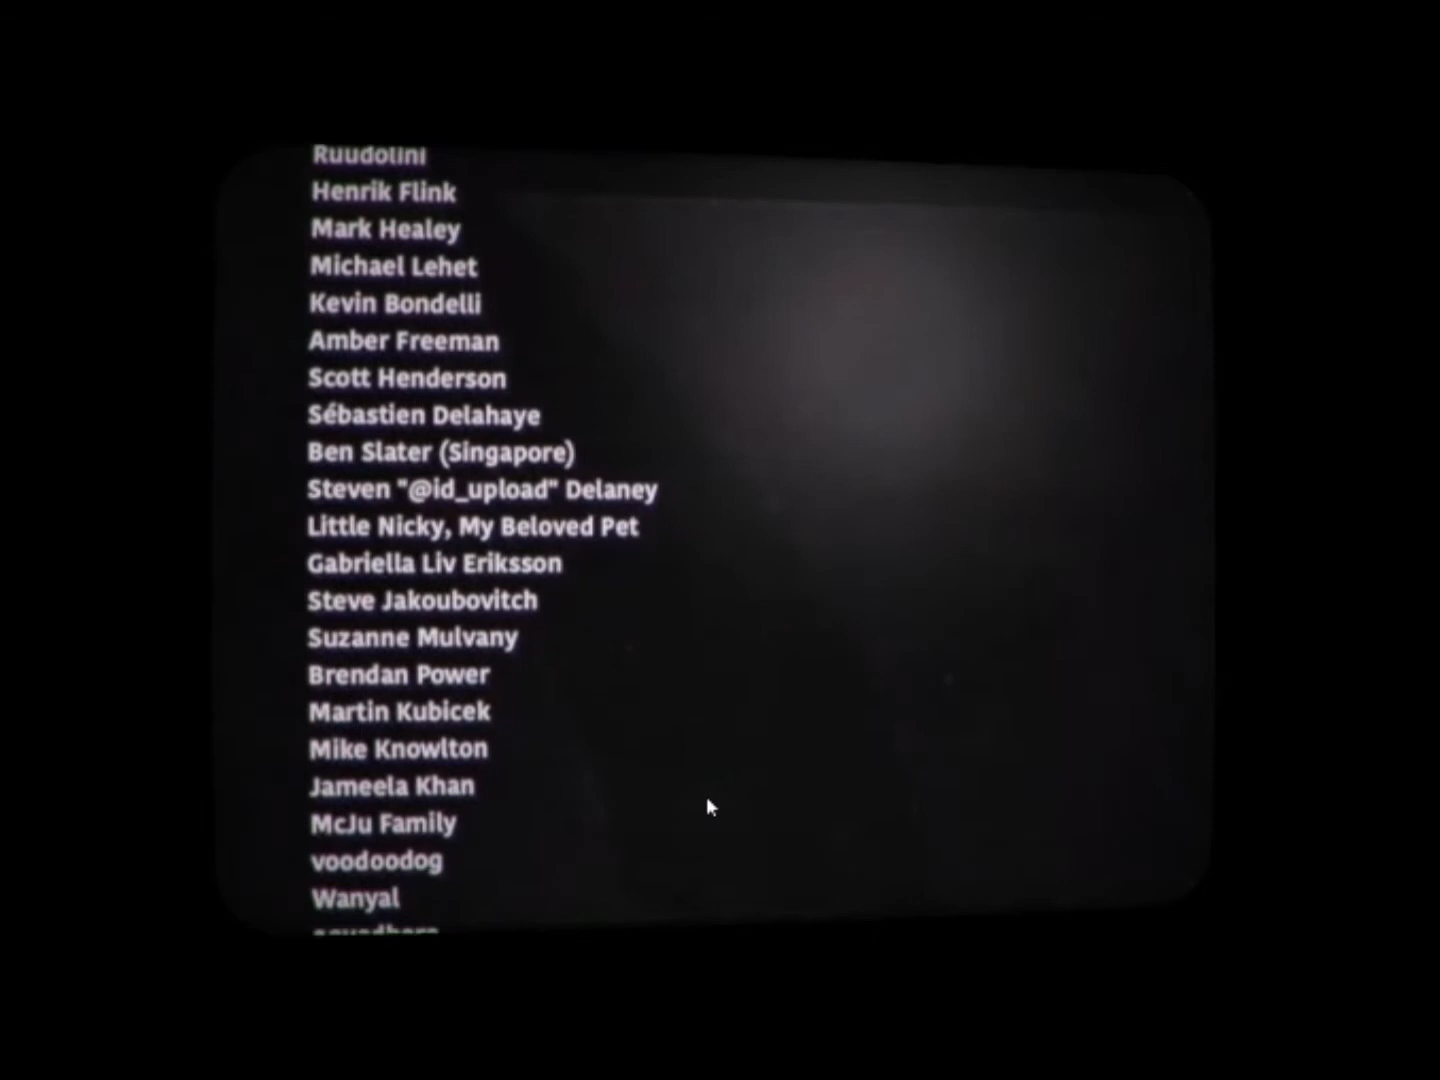 Ruudolini
Henrik Flink
Mark Healey
Michael Lehet
Kevin Bondelli
Amber Freeman
Scott Henderson
Sébastien Delahaye
Ben Slater (Singapore)
Steven "@id_upload" Delaney
Little Nicky, My Beloved Pet
Gabriella Liv Eriksson
Steve Jakoubovitch
Suzanne Mulvany
Brendan Power
Martin Kubicek
Mike Knowlton
Jameela Khan
McJu Family
voodoodog
Wanyal